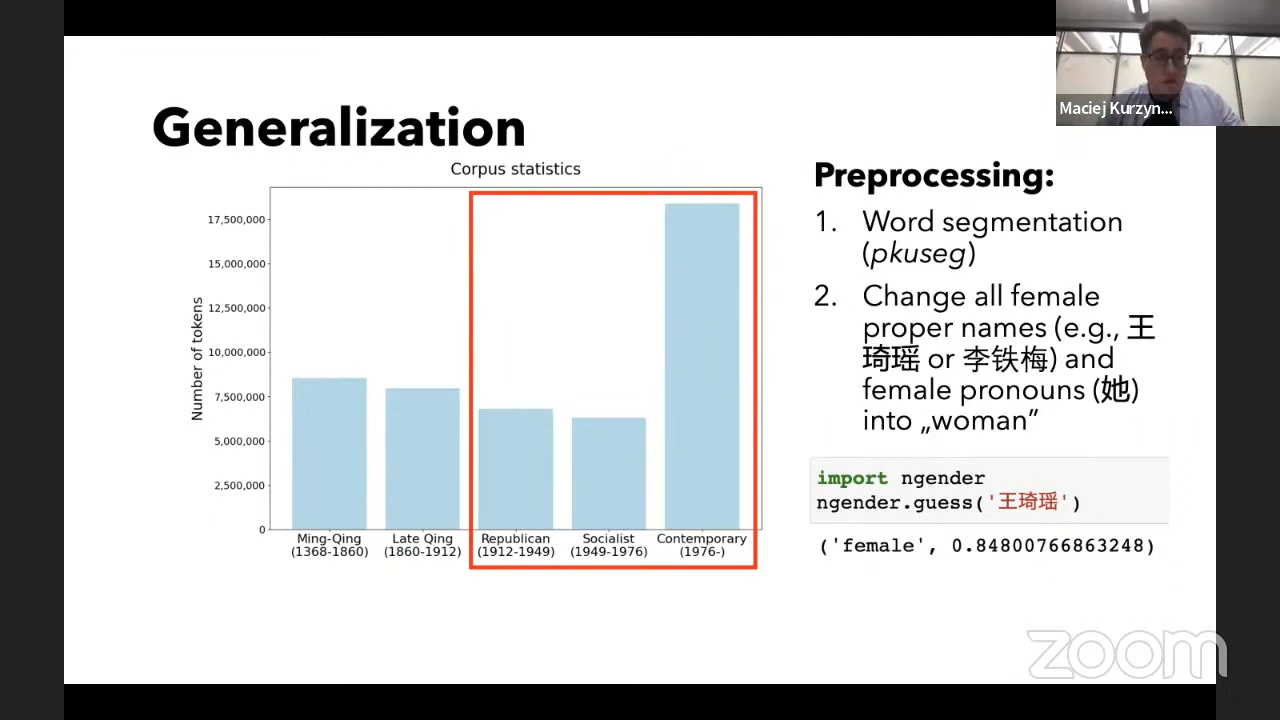 Maciej Kurzyn...
Generalization
Corpus statistics
Number of tokens
17,500,000
15,000,000
12,500,000
10,000,000
7,500,000
5,000,000
2,500,000
0
Ming-Qing
(1368-1860)
Late Qing
(1860-1912)
Republican
(1912-1949)
Socialist
(1949-1976)
Contemporary
(1976-)
Preprocessing:
1. Word segmentation
(pkuseg)
2. Change all female
proper names (e.g., 王
琦瑶 or 李铁梅) and
female pronouns (她)
into „woman”
import ngender
ngender.guess('王琦瑶')
('female', 0.84800766863248)
zoom